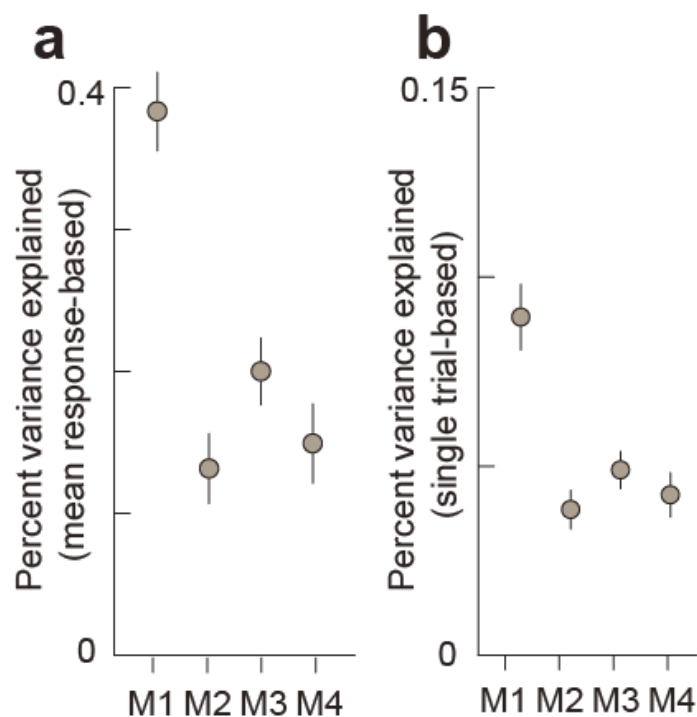 a
0.4
Percent variance explained
(mean response-based)
0
M1 M2 M3 M4
b
0.15
Percent variance explained
(single trial-based)
0
M1 M2 M3 M4